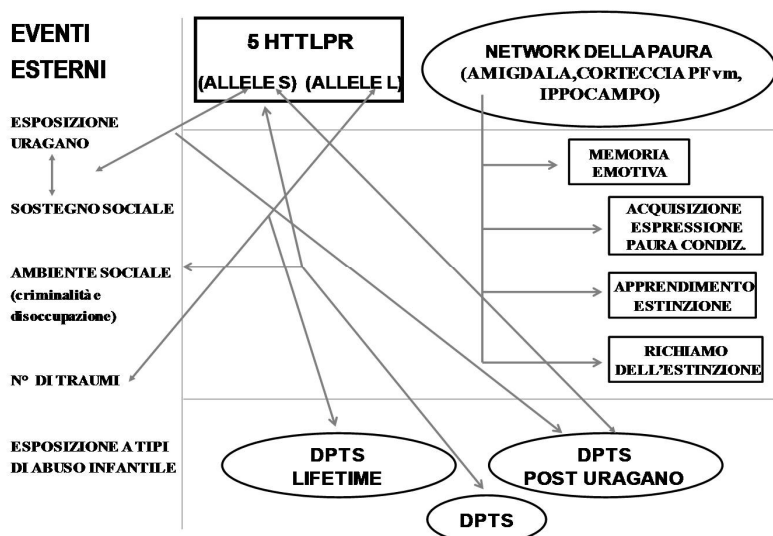 EVENTI
ESTERNI
5 HTTLPR
(ALLELE S) (ALLELE L)
NETWORK DELLA PAURA
(AMIGDALA,CORTECCIA PFvm,
IPPOCAMPO)
ESPOSIZIONE
URAGANO
SOSTEGNO SOCIALE
AMBIENTE SOCIALE
(criminalità e
disoccupazione)
N° DI TRAUMI
ESPOSIZIONE A TIPI
DI ABUSO INFANTILE
MEMORIA
EMOTIVA
ACQUISIZIONE
ESPRESSIONE
PAURA CONDIZ.
APPRENDIMENTO
ESTINZIONE
RICHIAMO
DELL'ESTINZIONE
DPTS
LIFETIME
DPTS
POST URAGANO
DPTS